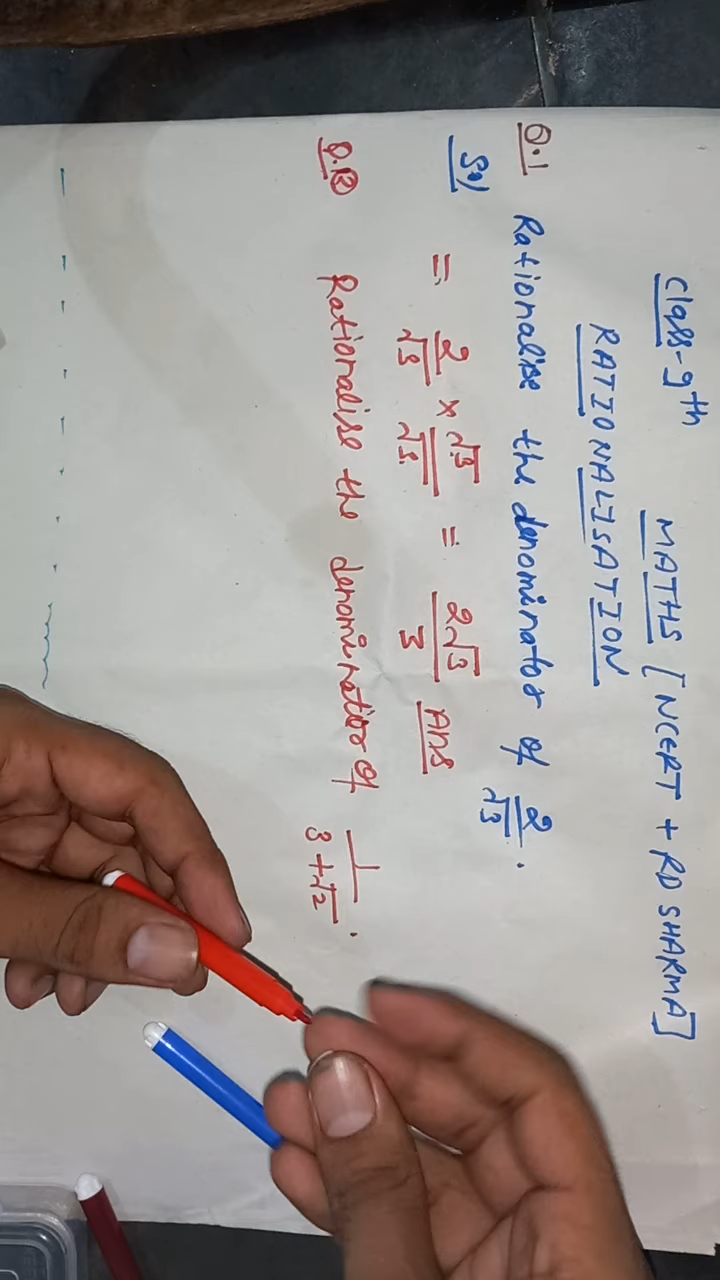 Class-9th MATHS [NCERT + RD SHARMA]
RATIONALISATION
Q.1 Rationalise the denominator of 2/√3.
Sol
= 2/√3 × √3/√3 = 2√3/3 Ans
Rationalise the denominator of 1/3+√2.